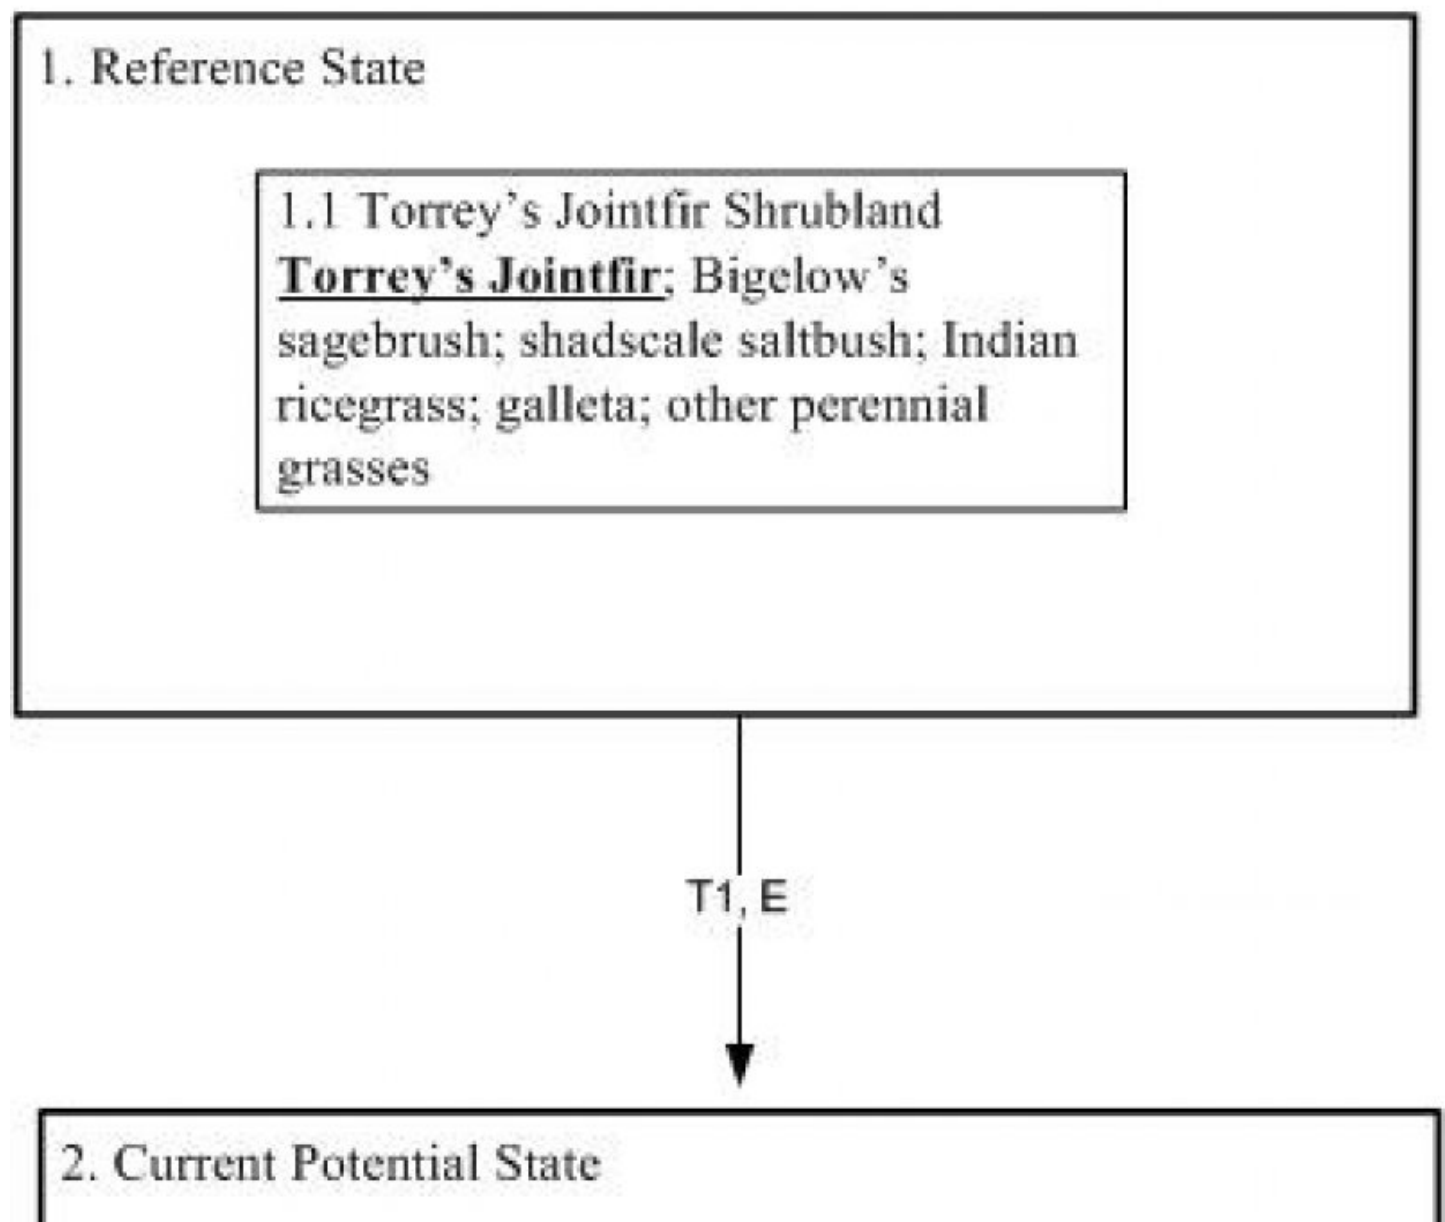 1. Reference State
1.1 Torrey’s Jointfir Shrubland
Torrey’s Jointfir; Bigelow’s
sagebrush; shadscale saltbush; Indian
ricegrass; galleta; other perennial
grasses
T1, E
2. Current Potential State